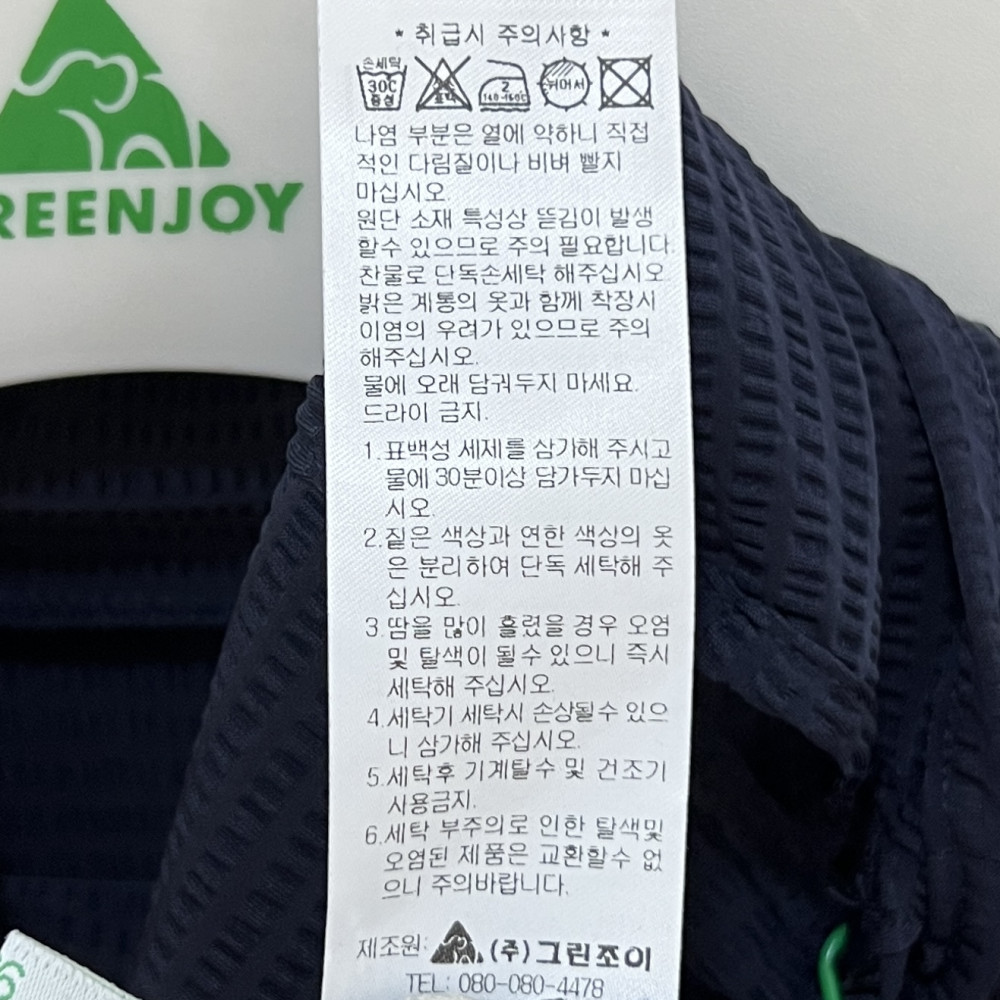 REENJOY
* 취급시 주의사항 *
손세탁
30C
중성
표백
2
140-160C
뉘어서
나염 부분은 열에 약하니 직접
적인 다림질이나 비벼 빨지
마십시오.
원단 소재 특성상 뜯김이 발생
할수 있으므로 주의 필요합니다.
찬물로 단독손세탁 해주십시오
밝은 계통의 옷과 함께 착장시
이염의 우려가 있으므로 주의
해주십시오.
물에 오래 담궈두지 마세요.
드라이 금지.
1.표백성 세제를 삼가해 주시고
물에 30분이상 담가두지 마십
시오.
2.짙은 색상과 연한 색상의 옷
은 분리하여 단독 세탁해 주
십시오.
3.땀을 많이 흘렸을 경우 오염
및 탈색이 될수 있으니 즉시
세탁해 주십시오.
4.세탁기 세탁시 손상될수 있으
니 삼가해 주십시오.
5.세탁후 기계탈수 및 건조기
사용금지.
6.세탁 부주의로 인한 탈색및
오염된 제품은 교환할수 없
으니 주의바랍니다.
제조원: (주)그린조이
TEL: 080-080-4478